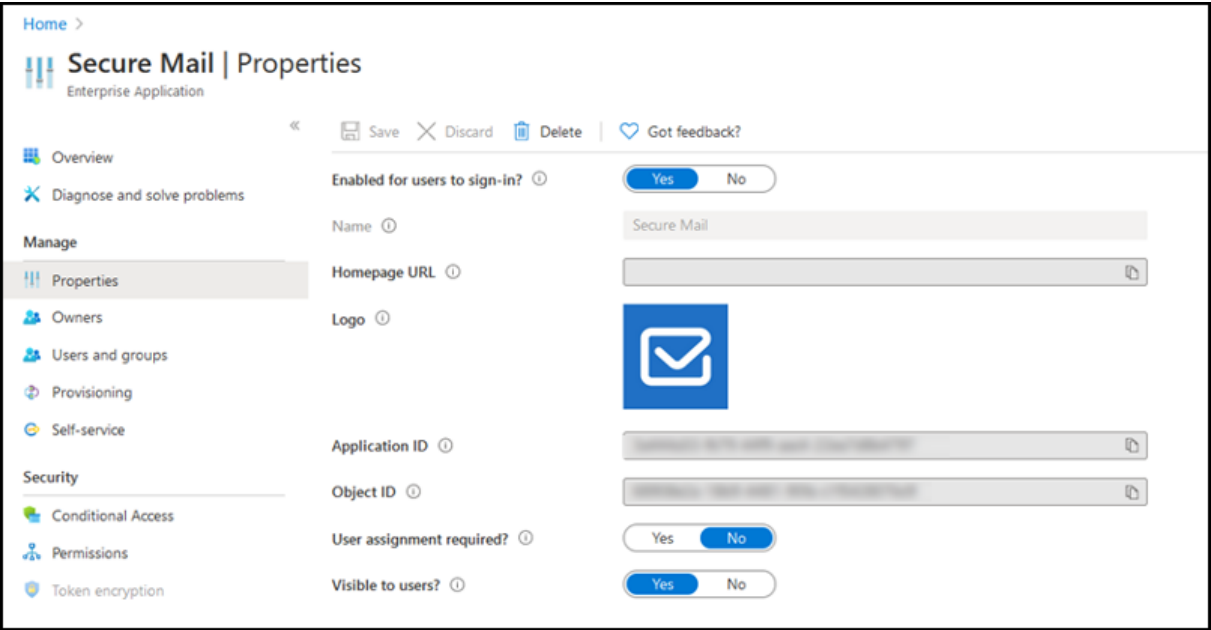 Home >
Secure Mail | Properties
Enterprise Application
«
Save Discard Delete Got feedback?
Overview
Diagnose and solve problems
Manage
Properties
Owners
Users and groups
Provisioning
Self-service
Security
Conditional Access
Permissions
Token encryption
Enabled for users to sign-in? Yes No
Name Secure Mail
Homepage URL
Logo
Application ID
Object ID
User assignment required? Yes No
Visible to users? Yes No